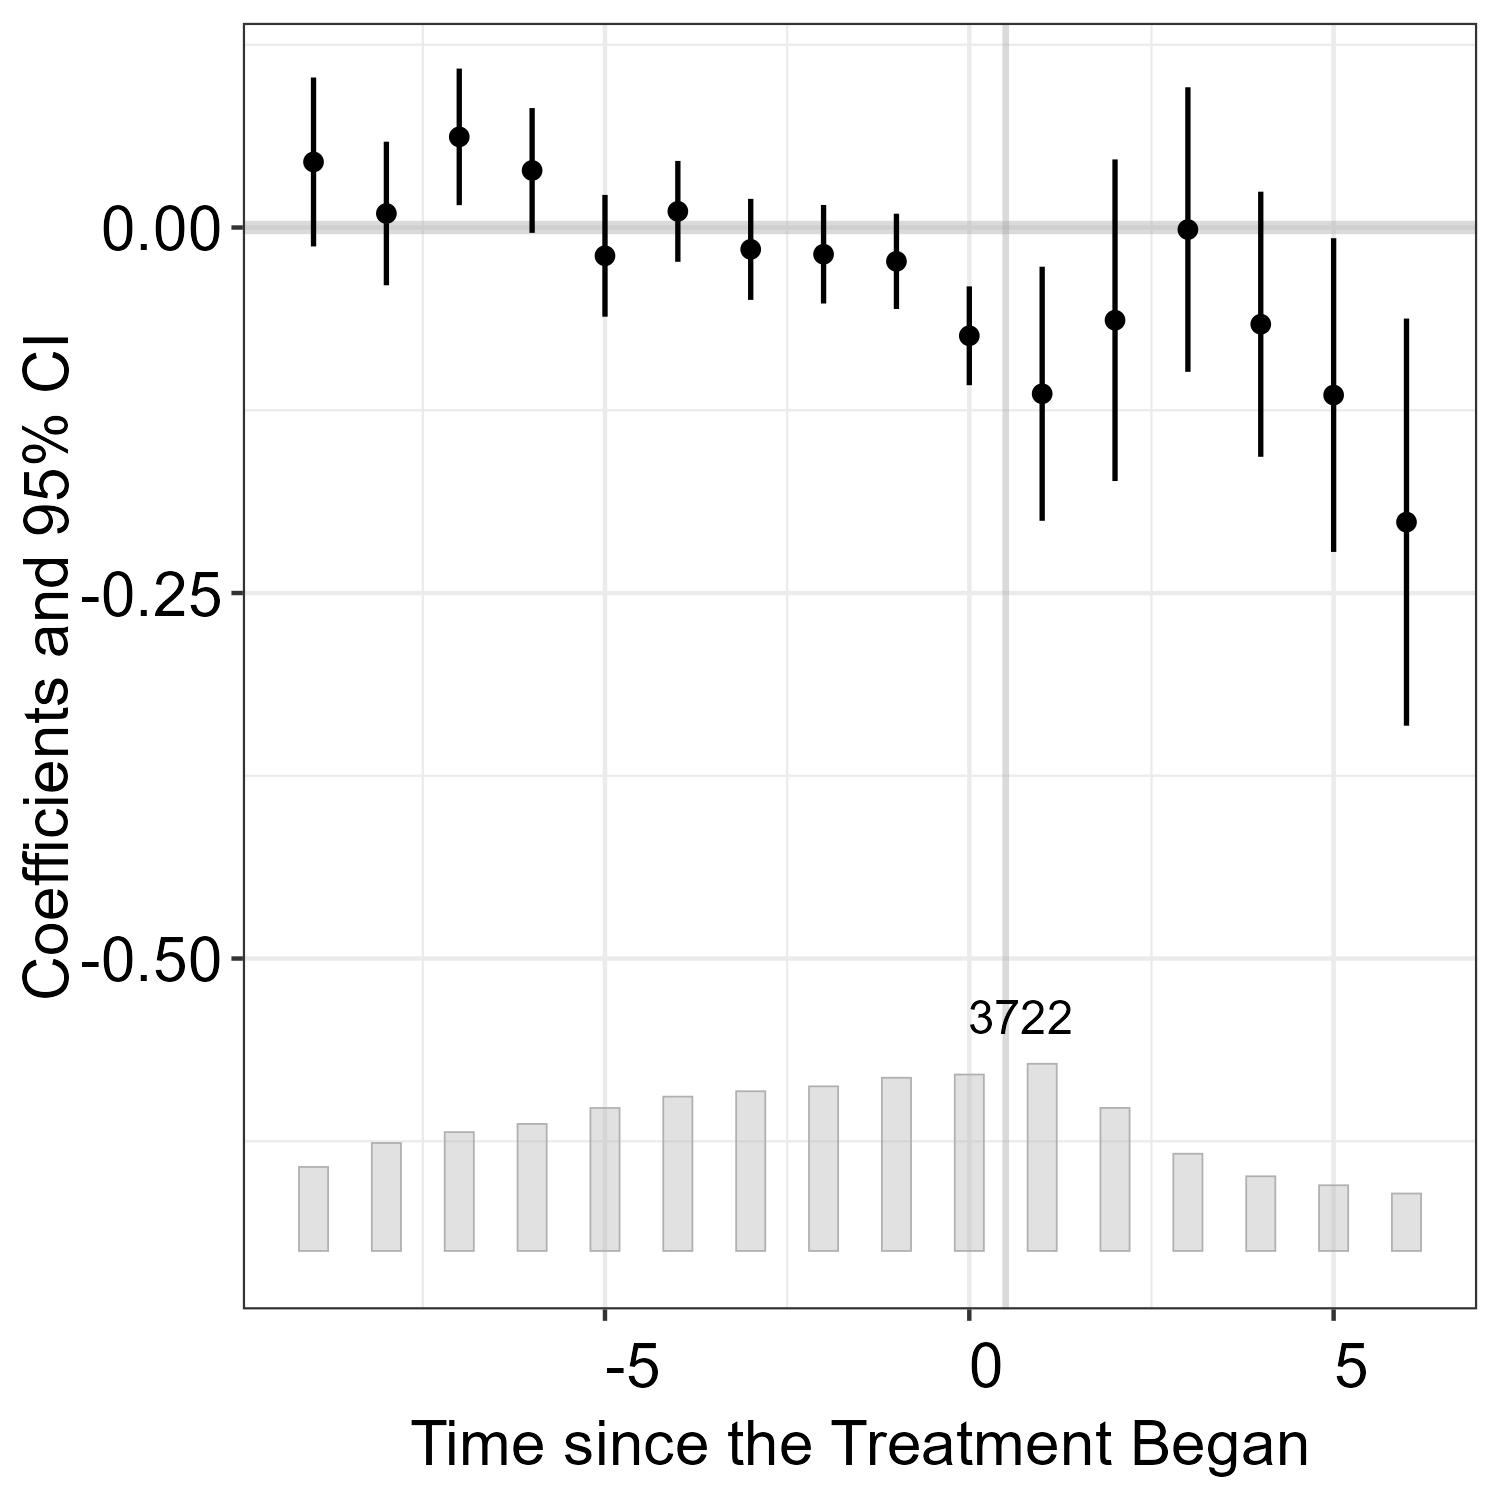 Coefficients and 95% CI
0.00
-0.25
-0.50
3722
-5 0 5
Time since the Treatment Began